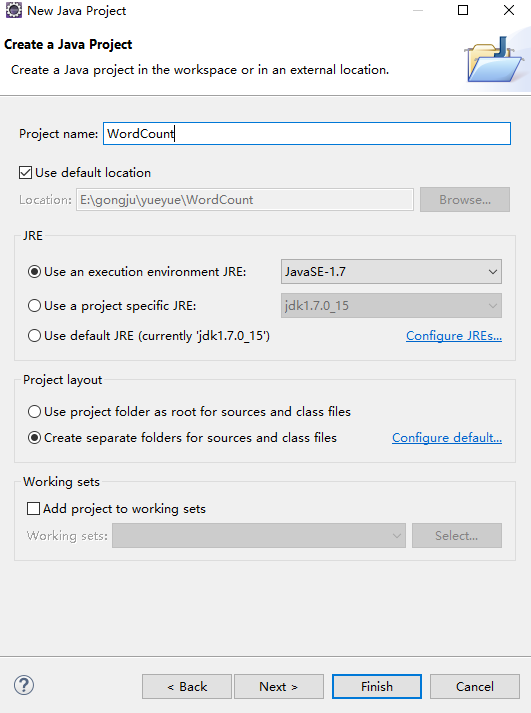 New Java Project
Create a Java Project
Create a Java project in the workspace or in an external location.
Project name: WordCount
Use default location
Location: E:\gongju\yueyue\WordCount Browse...
JRE
Use an execution environment JRE: JavaSE-1.7
Use a project specific JRE: jdk1.7.0_15
Use default JRE (currently 'jdk1.7.0_15') Configure JREs...
Project layout
Use project folder as root for sources and class files
Create separate folders for sources and class files Configure default...
Working sets
Add project to working sets
Working sets: Select...
? < Back Next > Finish Cancel